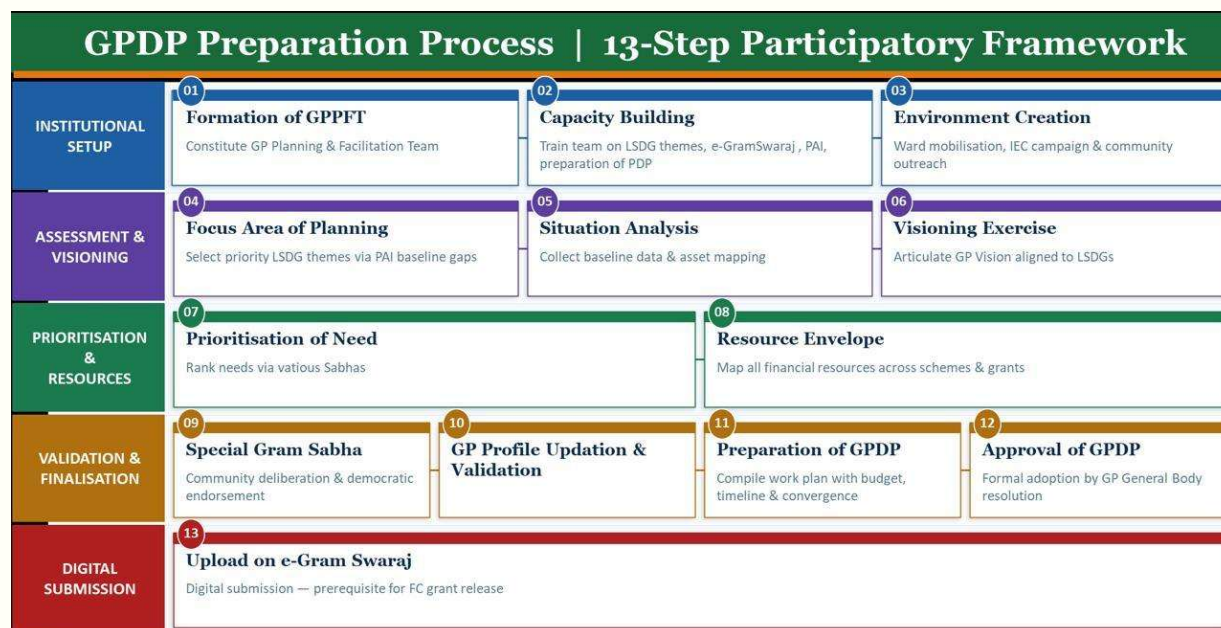 GPDP Preparation Process | 13-Step Participatory Framework
INSTITUTIONAL
SETUP
01
Formation of GPPFT
Constitute GP Planning & Facilitation Team
02
Capacity Building
Train team on LSDG themes, e-GramSwaraj , PAI,
preparation of PDP
03
Environment Creation
Ward mobilisation, IEC campaign & community
outreach
ASSESSMENT &
VISIONING
04
Focus Area of Planning
Select priority LSDG themes via PAI baseline gaps
05
Situation Analysis
Collect baseline data & asset mapping
06
Visioning Exercise
Articulate GP Vision aligned to LSDGs
PRIORITISATION
&
RESOURCES
07
Prioritisation of Need
Rank needs via vatious Sabhas
08
Resource Envelope
Map all financial resources across schemes & grants
VALIDATION &
FINALISATION
09
Special Gram Sabha
Community deliberation & democratic
endorsement
10
GP Profile Updation &
Validation
11
Preparation of GPDP
Compile work plan with budget,
timeline & convergence
12
Approval of GPDP
Formal adoption by GP General Body
resolution
DIGITAL
SUBMISSION
13
Upload on e-Gram Swaraj
Digital submission — prerequisite for FC grant release